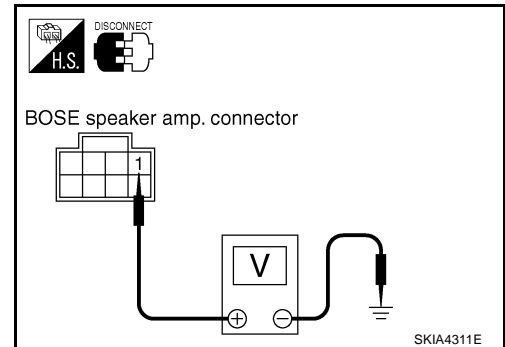 DISCONNECT
H.S.
BOSE speaker amp. connector
1
V
+ −
SKIA4311E